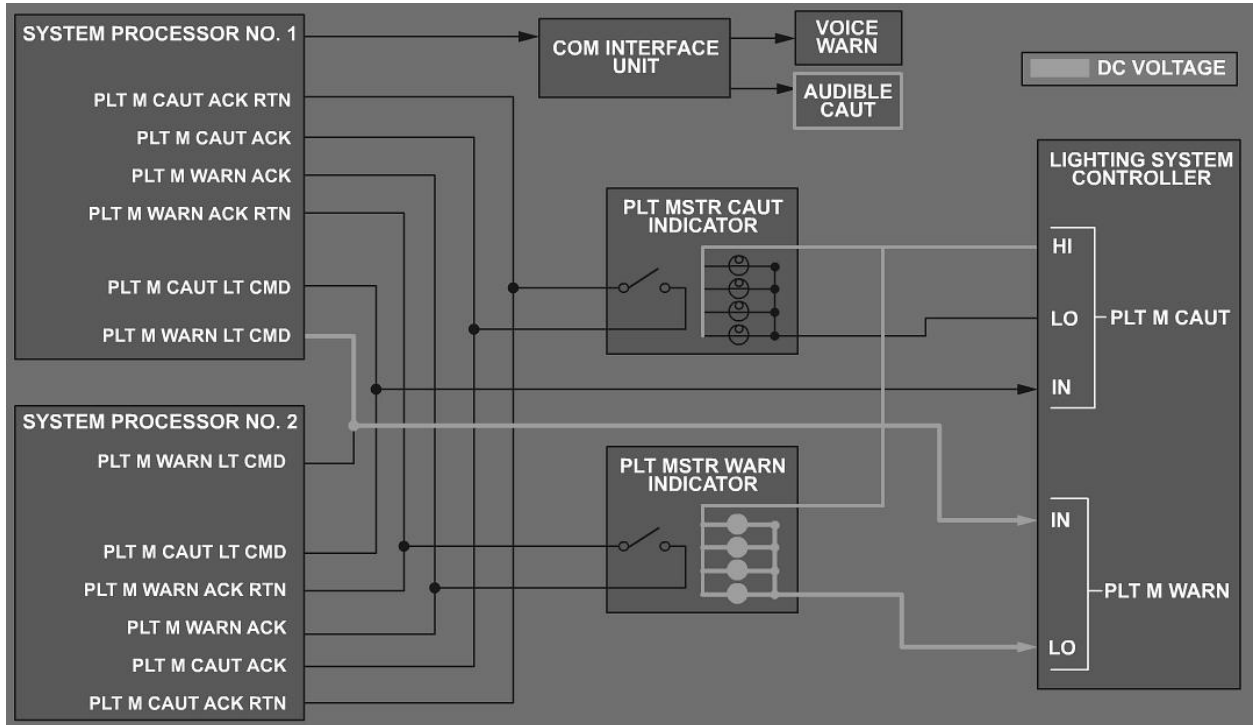 SYSTEM PROCESSOR NO. 1
PLT M CAUT ACK RTN
PLT M CAUT ACK
PLT M WARN ACK
PLT M WARN ACK RTN
PLT M CAUT LT CMD
PLT M WARN LT CMD
SYSTEM PROCESSOR NO. 2
PLT M WARN LT CMD
PLT M CAUT LT CMD
PLT M WARN ACK RTN
PLT M WARN ACK
PLT M CAUT ACK
PLT M CAUT ACK RTN
COM INTERFACE
UNIT
VOICE
WARN
AUDIBLE
CAUT
DC VOLTAGE
PLT MSTR CAUT
INDICATOR
PLT MSTR WARN
INDICATOR
LIGHTING SYSTEM
CONTROLLER
HI
LO
PLT M CAUT
IN
IN
PLT M WARN
LO